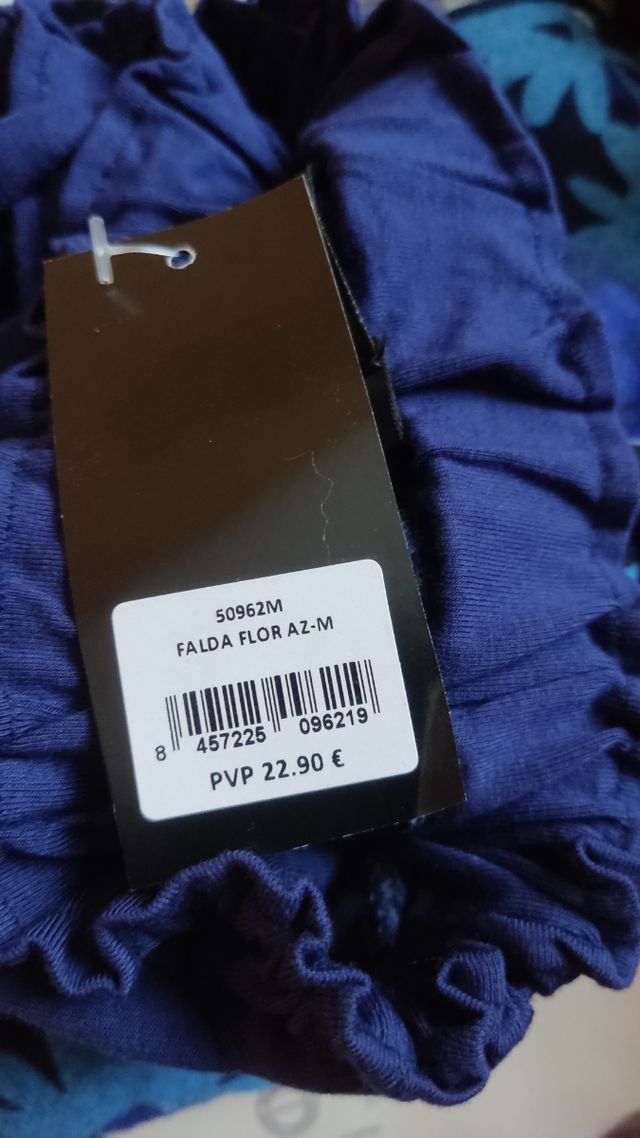 50962M
FALDA FLOR AZ-M
8 457225 096219
PVP 22.90 €